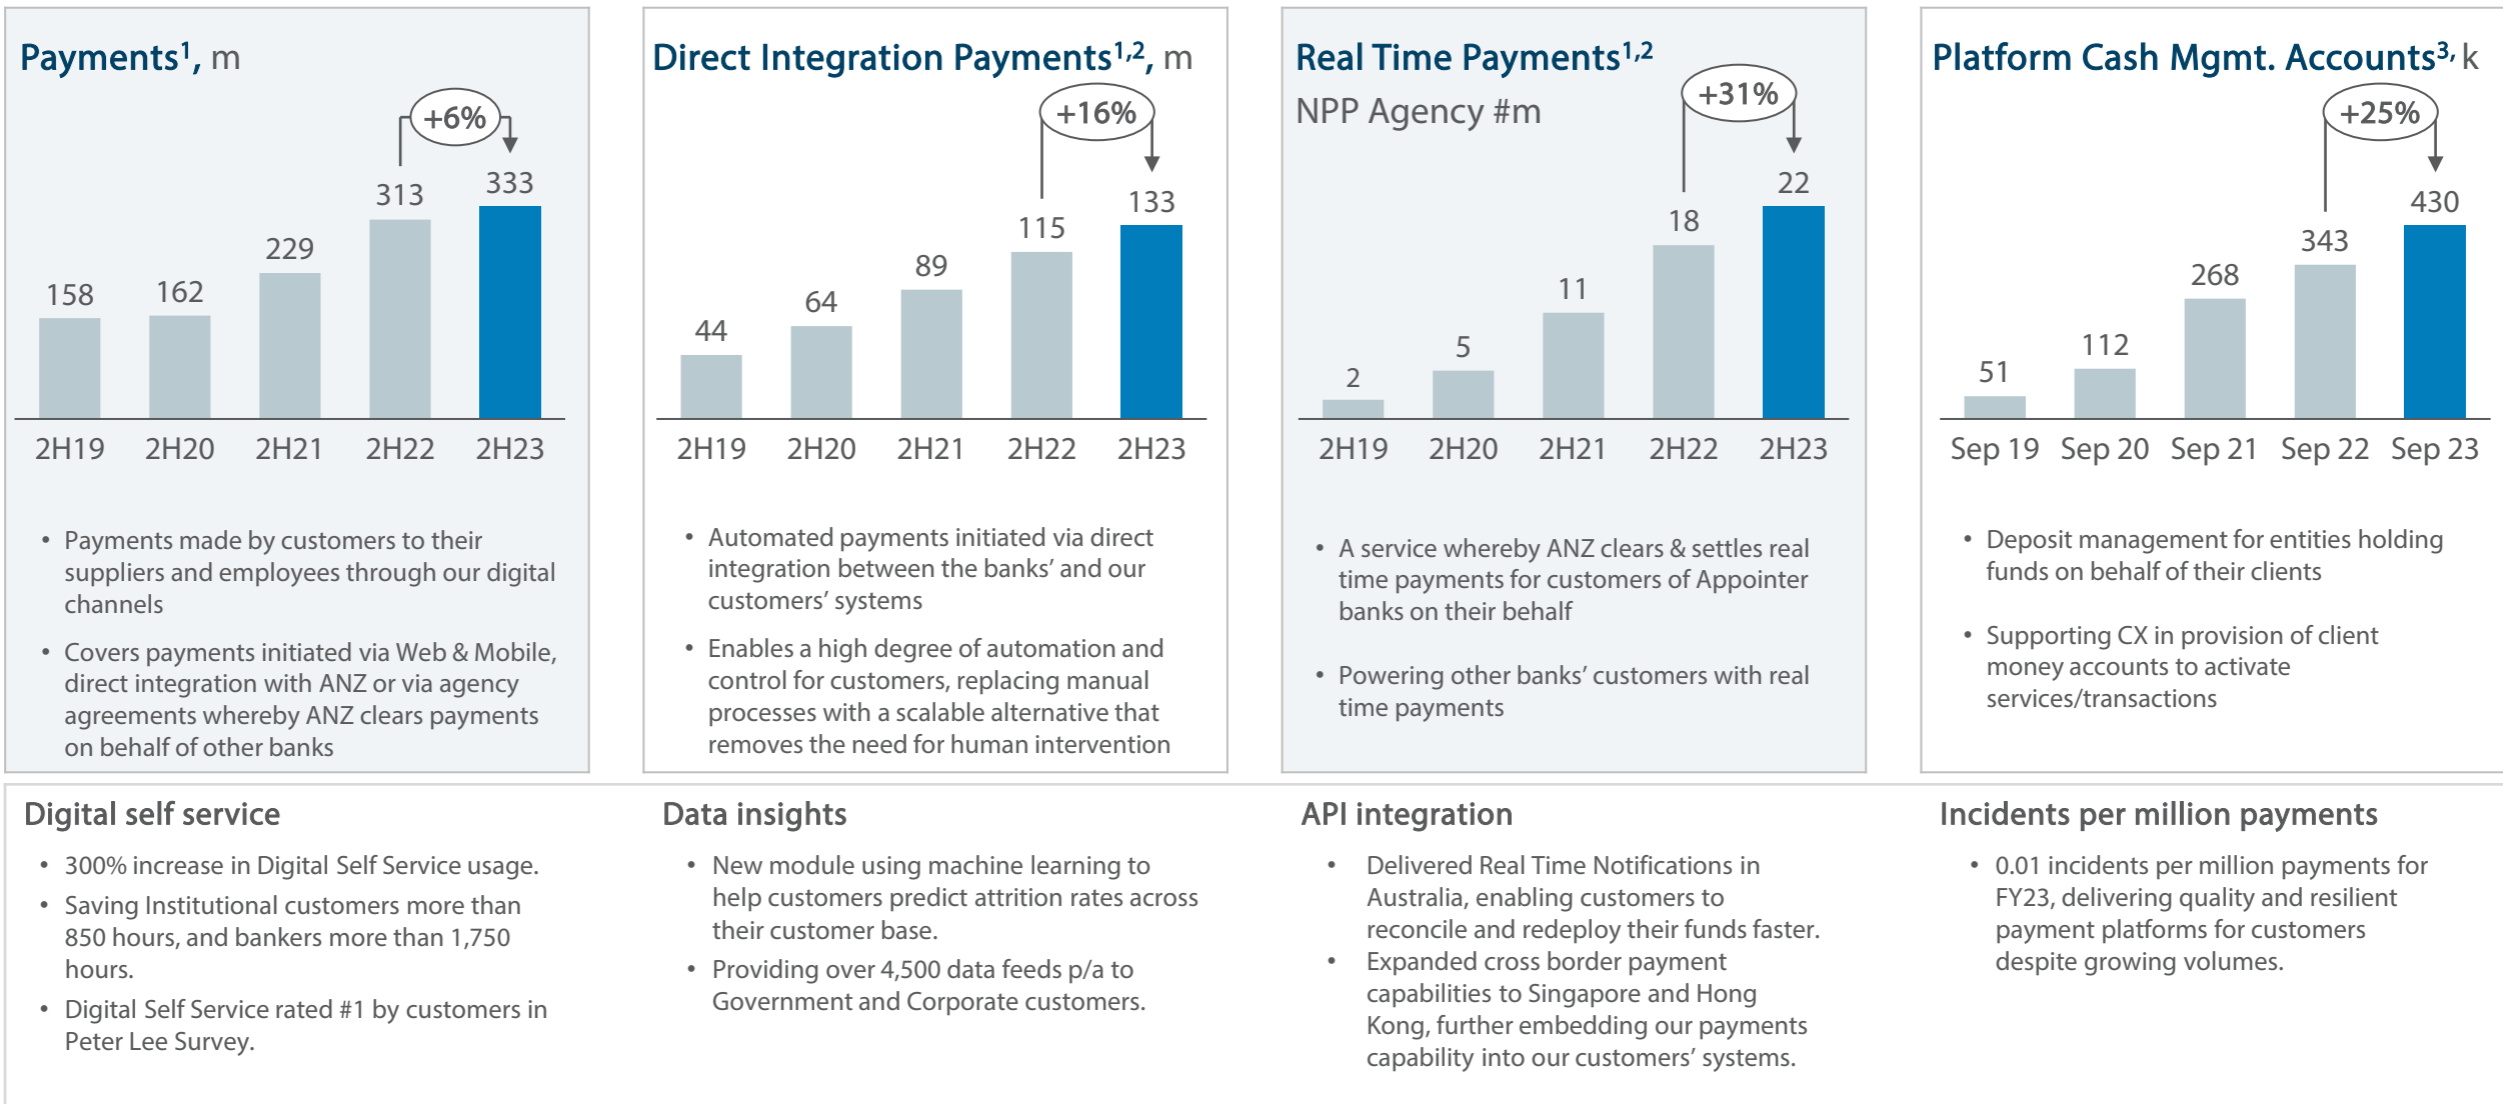 Payments¹, m
+6%
158
162
229
313
333
2H19
2H20
2H21
2H22
2H23
• Payments made by customers to their
suppliers and employees through our digital
channels
• Covers payments initiated via Web & Mobile,
direct integration with ANZ or via agency
agreements whereby ANZ clears payments
on behalf of other banks
Direct Integration Payments¹,², m
+16%
44
64
89
115
133
2H19
2H20
2H21
2H22
2H23
• Automated payments initiated via direct
integration between the banks’ and our
customers’ systems
• Enables a high degree of automation and
control for customers, replacing manual
processes with a scalable alternative that
removes the need for human intervention
Real Time Payments¹,²
NPP Agency #m
+31%
2
5
11
18
22
2H19
2H20
2H21
2H22
2H23
• A service whereby ANZ clears & settles real
time payments for customers of Appointer
banks on their behalf
• Powering other banks’ customers with real
time payments
Platform Cash Mgmt. Accounts³, k
+25%
51
112
268
343
430
Sep 19
Sep 20
Sep 21
Sep 22
Sep 23
• Deposit management for entities holding
funds on behalf of their clients
• Supporting CX in provision of client
money accounts to activate
services/transactions
Digital self service
• 300% increase in Digital Self Service usage.
• Saving Institutional customers more than
850 hours, and bankers more than 1,750
hours.
• Digital Self Service rated #1 by customers in
Peter Lee Survey.
Data insights
• New module using machine learning to
help customers predict attrition rates across
their customer base.
• Providing over 4,500 data feeds p/a to
Government and Corporate customers.
API integration
• Delivered Real Time Notifications in
Australia, enabling customers to
reconcile and redeploy their funds faster.
• Expanded cross border payment
capabilities to Singapore and Hong
Kong, further embedding our payments
capability into our customers’ systems.
Incidents per million payments
• 0.01 incidents per million payments for
FY23, delivering quality and resilient
payment platforms for customers
despite growing volumes.